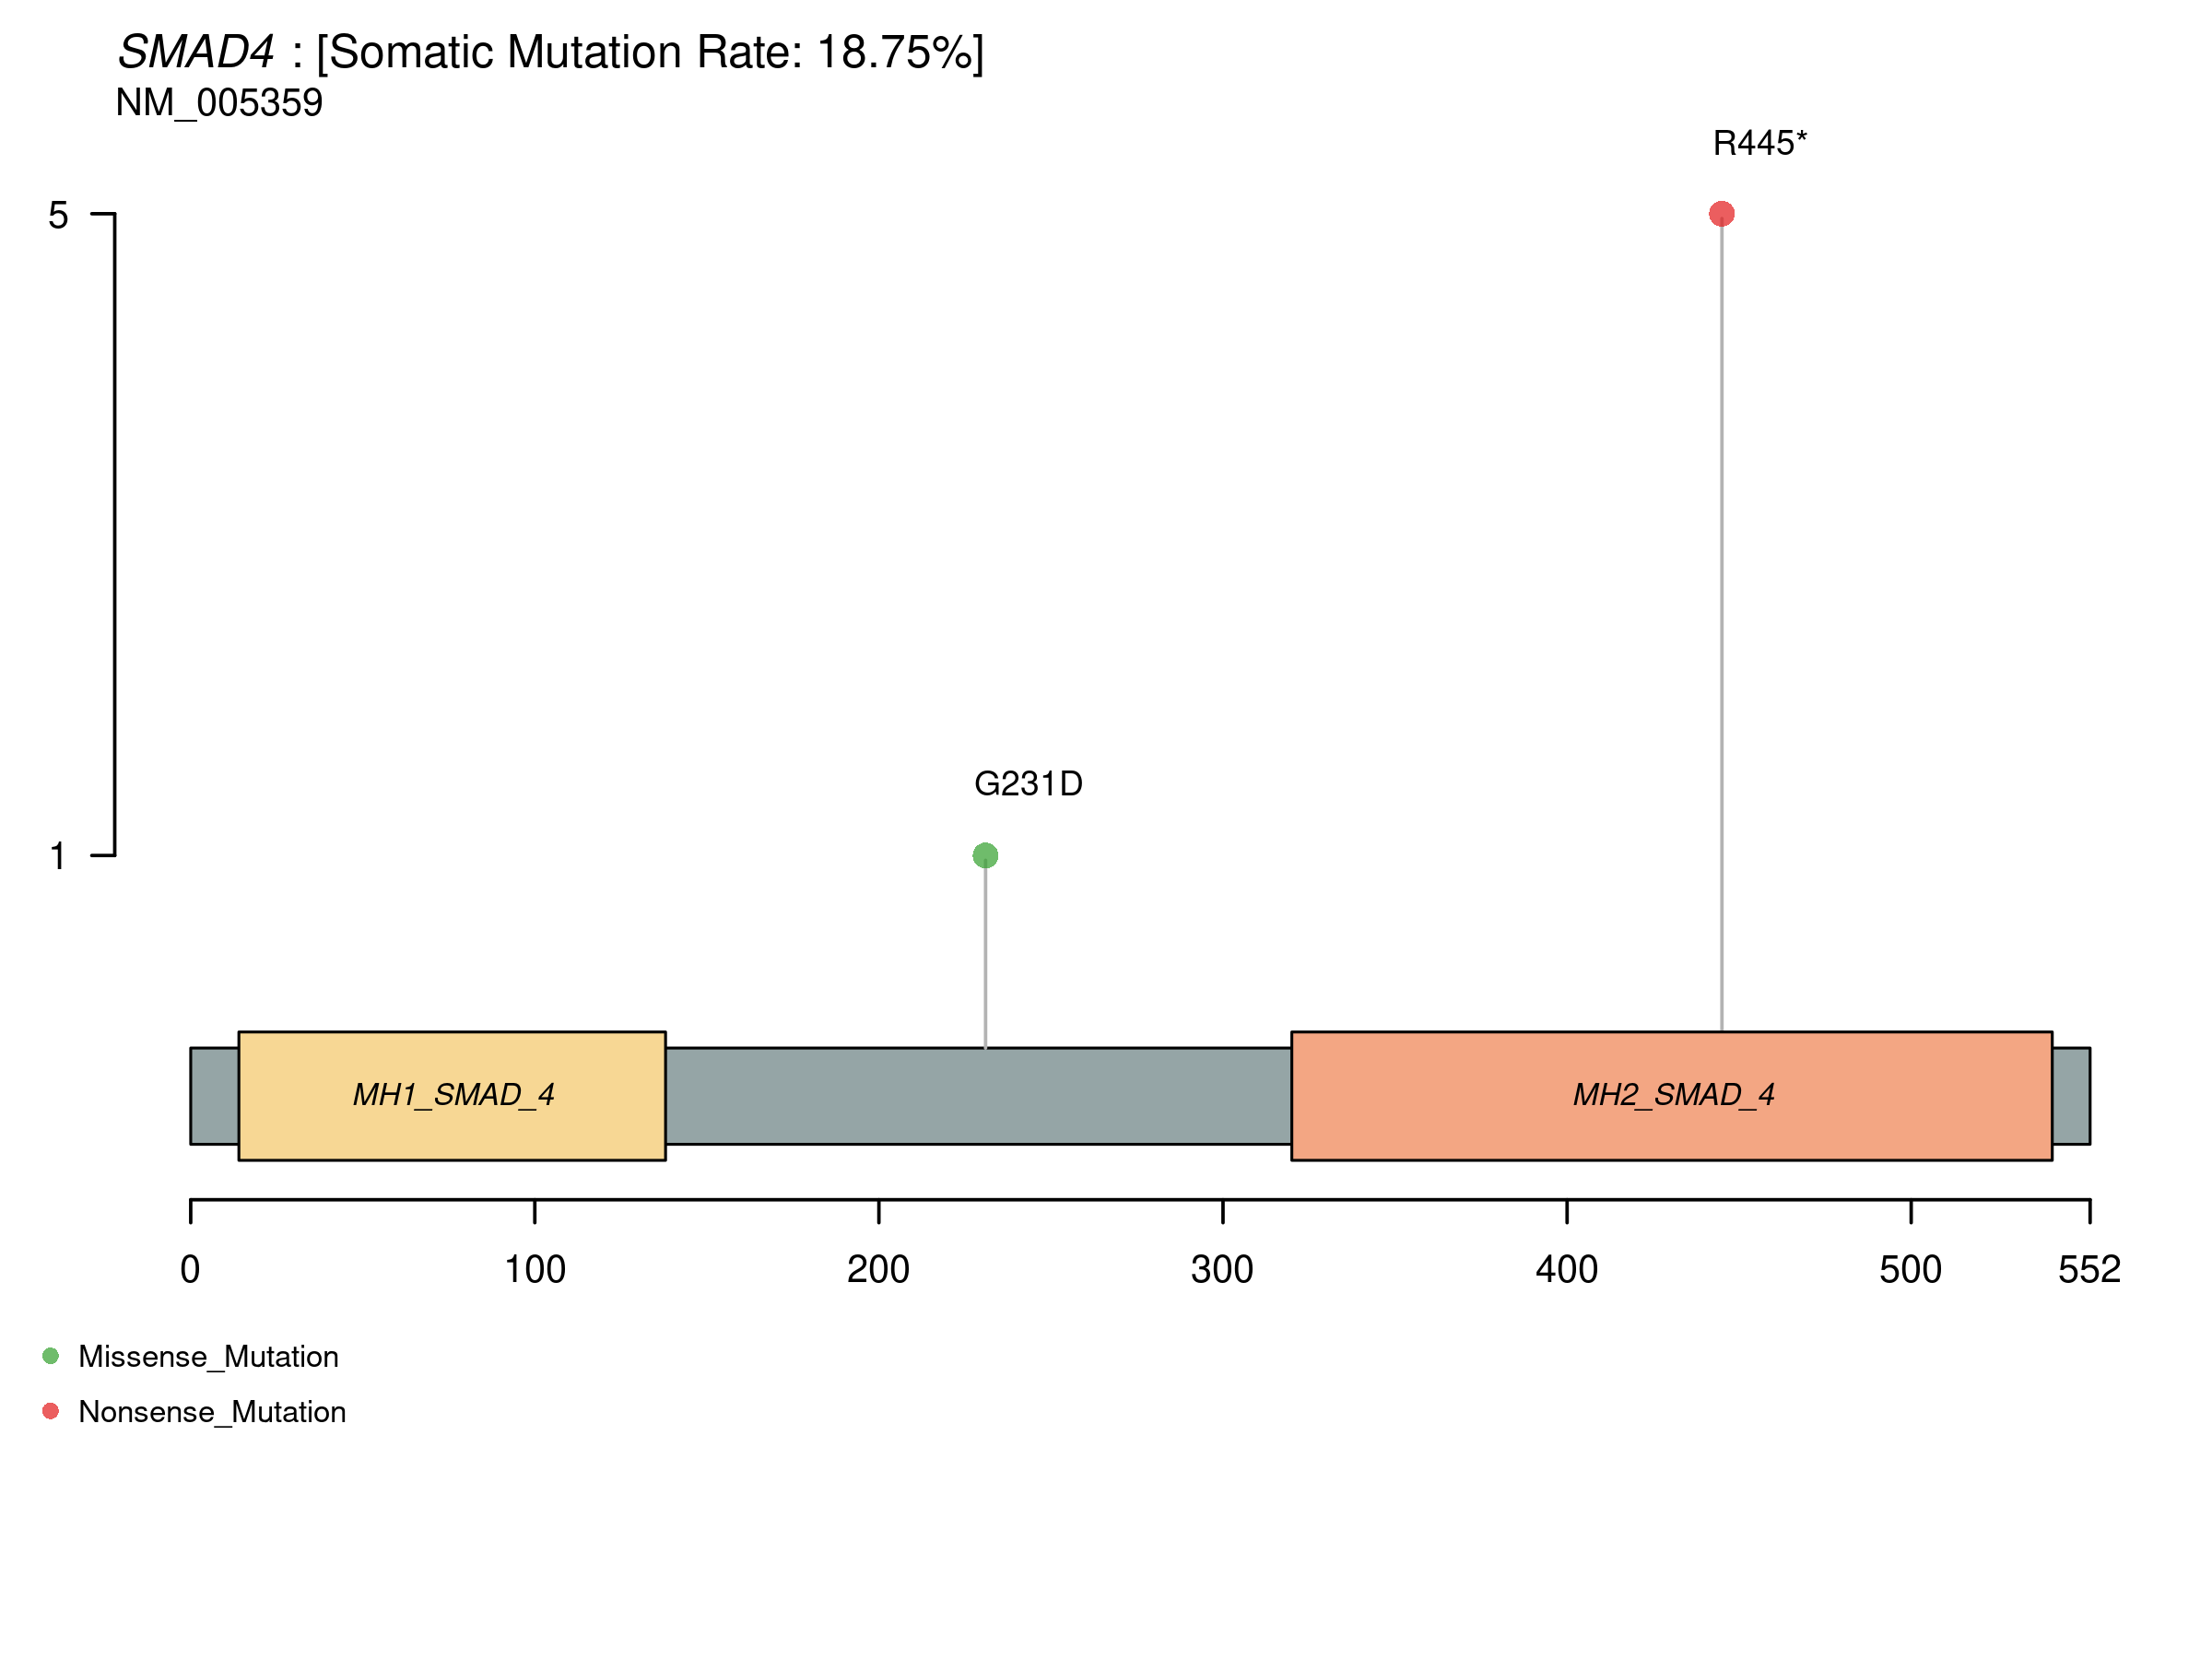 SMAD4 : [Somatic Mutation Rate: 18.75%]
NM_005359
R445*
5
G231D
1
MH1_SMAD_4
MH2_SMAD_4
0 100 200 300 400 500 552
Missense_Mutation
Nonsense_Mutation